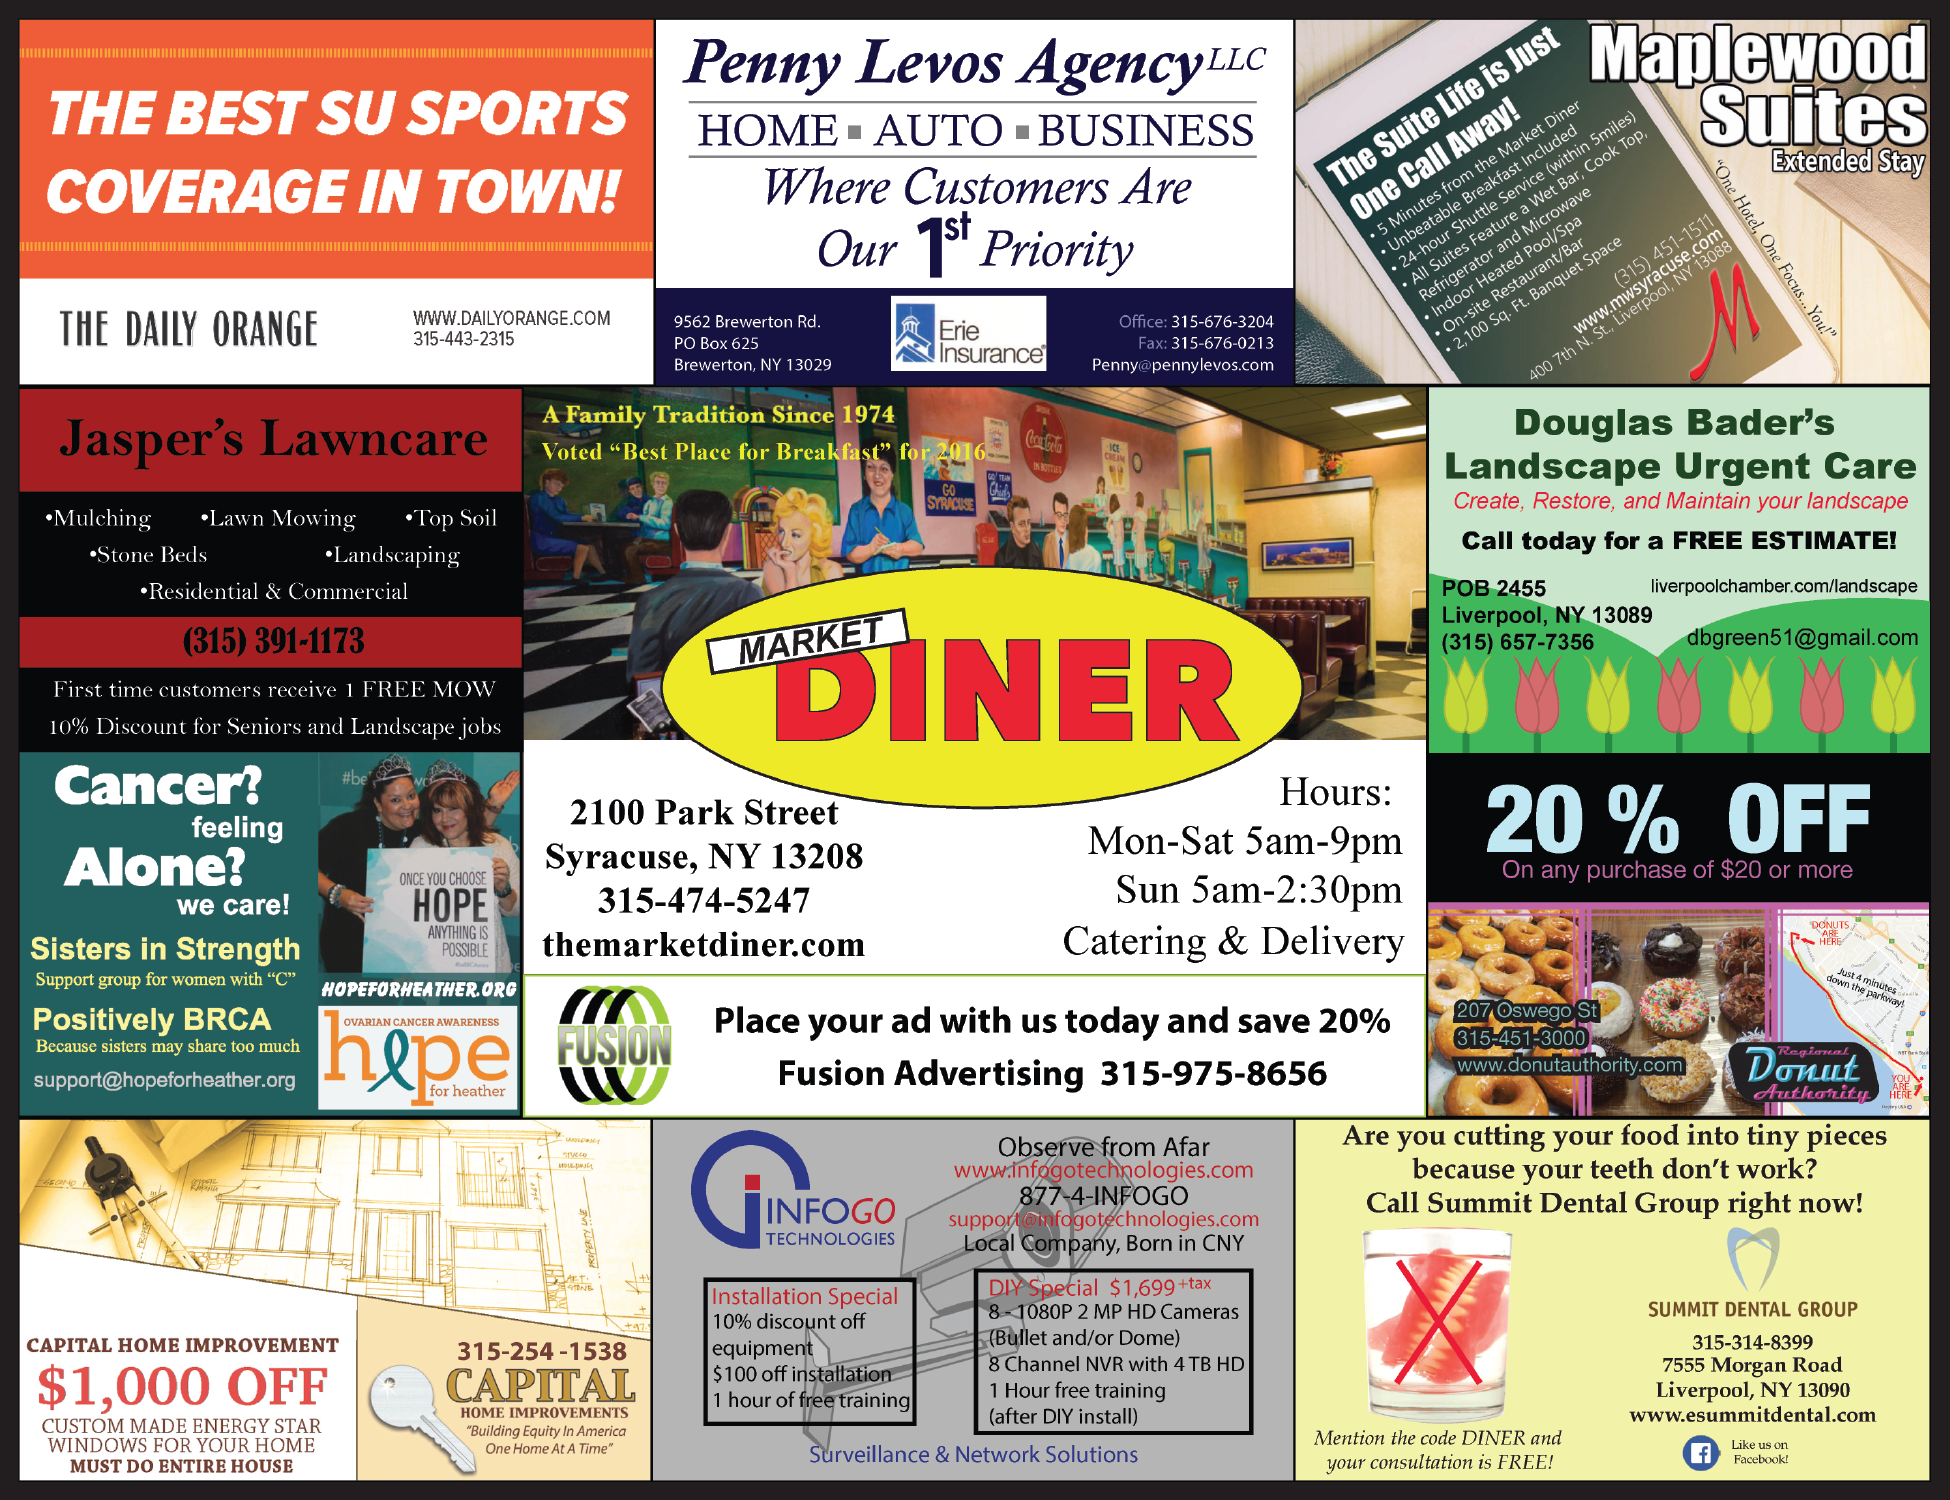 THE BEST SU SPORTS
COVERAGE IN TOWN!
THE DAILY ORANGE
WWW.DAILYORANGE.COM
315-443-2315
Penny Levos Agency LLC
HOME ▪ AUTO ▪ BUSINESS
Where Customers Are
Our 1st Priority
9562 Brewerton Rd.
PO Box 625
Brewerton, NY 13029
Erie
Insurance®
Office: 315-676-3204
Fax: 315-676-0213
Penny@pennylevos.com
Maplewood
Suites
Extended Stay
The Suite Life is Just
One Call Away!
• 5 Minutes from the Market Diner
• Unbeatable Breakfast Included
• 24-hour Shuttle Service (within 5miles)
• All Suites Feature a Wet Bar, Cook Top,
Refrigerator and Microwave
• Indoor Heated Pool/Spa
• On-site Restaurant/Bar
• 2,100 Sq. Ft. Banquet Space
(315) 451-1511
www.mwsyracuse.com
400 7th N. St., Liverpool, NY 13088
M
"One Hotel, One Focus... You!"
Jasper's Lawncare
•Mulching •Lawn Mowing •Top Soil
•Stone Beds •Landscaping
•Residential & Commercial
(315) 391-1173
First time customers receive 1 FREE MOW
10% Discount for Seniors and Landscape jobs
A Family Tradition Since 1974
Voted “Best Place for Breakfast” for 2016
Coca-Cola
IN BOTTLES
ICE
CREAM
GO
SYRACUSE
GO TEAM
Chiefs
MARKET
DINER
2100 Park Street
Syracuse, NY 13208
315-474-5247
themarketdiner.com
Hours:
Mon-Sat 5am-9pm
Sun 5am-2:30pm
Catering & Delivery
Douglas Bader’s
Landscape Urgent Care
Create, Restore, and Maintain your landscape
Call today for a FREE ESTIMATE!
POB 2455
Liverpool, NY 13089
(315) 657-7356
liverpoolchamber.com/landscape
dbgreen51@gmail.com
Cancer?
feeling
Alone?
we care!
Sisters in Strength
Support group for women with “C”
Positively BRCA
Because sisters may share too much
support@hopeforheather.org
ONCE YOU CHOOSE
HOPE
ANYTHING IS
POSSIBLE
HOPEFORHEATHER.ORG
OVARIAN CANCER AWARENESS
hope
for heather
FUSION
Place your ad with us today and save 20%
Fusion Advertising 315-975-8656
20 % OFF
On any purchase of $20 or more
207 Oswego St
315-451-3000
www.donutauthority.com
DONUTS
ARE
HERE
Just 4 minutes
down the parkway!
Regional
Donut
Authority
YOU
ARE
HERE
CAPITAL HOME IMPROVEMENT
$1,000 OFF
CUSTOM MADE ENERGY STAR
WINDOWS FOR YOUR HOME
MUST DO ENTIRE HOUSE
315-254 -1538
CAPITAL
HOME IMPROVEMENTS
"Building Equity In America
One Home At A Time"
INFOGO
TECHNOLOGIES
Observe from Afar
www.infogotechnologies.com
877-4-INFOGO
support@infogotechnologies.com
Local Company, Born in CNY
Installation Special
10% discount off
equipment
$100 off installation
1 hour of free training
DIY Special $1,699 +tax
8 - 1080P 2 MP HD Cameras
(Bullet and/or Dome)
8 Channel NVR with 4 TB HD
1 Hour free training
(after DIY install)
Surveillance & Network Solutions
Are you cutting your food into tiny pieces
because your teeth don’t work?
Call Summit Dental Group right now!
SUMMIT DENTAL GROUP
315-314-8399
7555 Morgan Road
Liverpool, NY 13090
www.esummitdental.com
Mention the code DINER and
your consultation is FREE!
Like us on
Facebook!